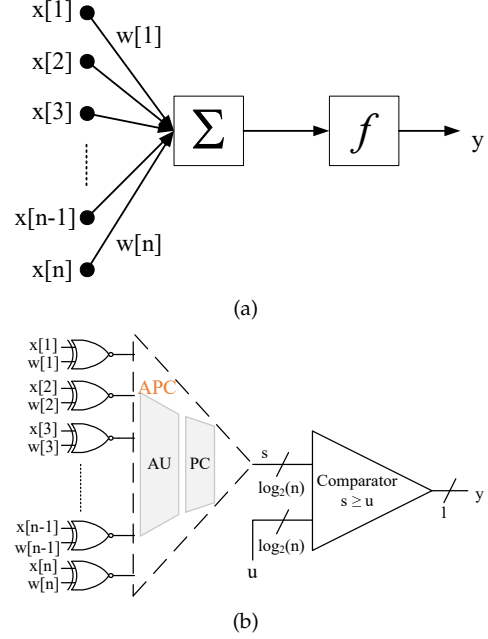 x[1]
w[1]
x[2]
x[3]
Σ
f
y
x[n-1]
w[n]
x[n]
(a)
x[1]
w[1]
x[2]
w[2]
APC
x[3]
w[3]
AU
PC
s
log₂(n)
Comparator
s ≥ u
y
1
x[n-1]
w[n-1]
log₂(n)
u
x[n]
w[n]
(b)